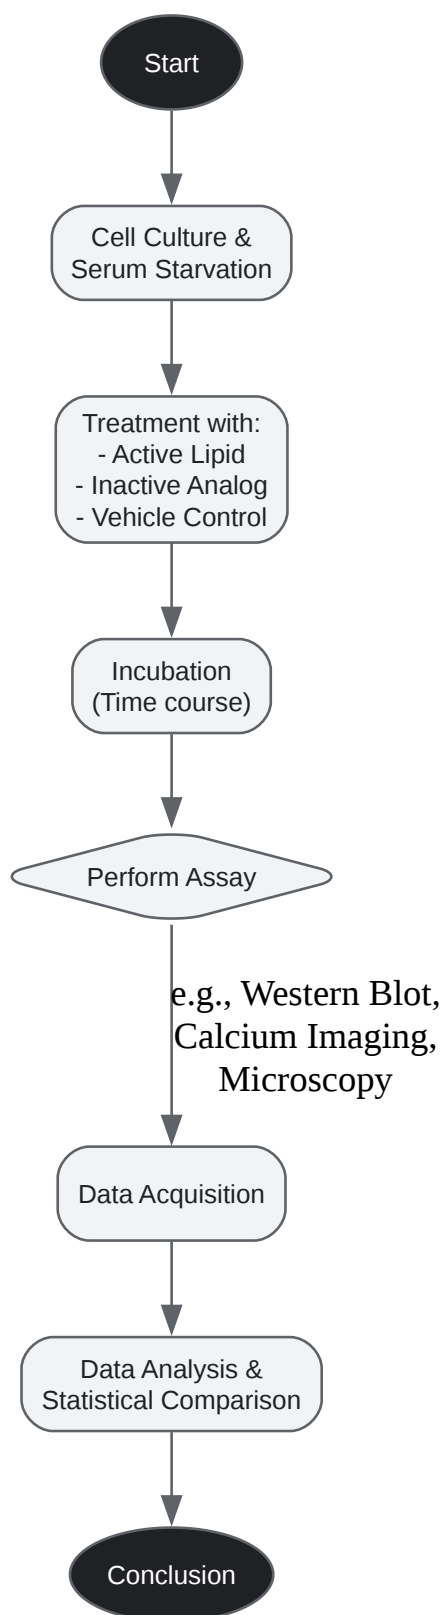 Start
Cell Culture &
Serum Starvation
Treatment with:
- Active Lipid
- Inactive Analog
- Vehicle Control
Incubation
(Time course)
Perform Assay
e.g., Western Blot,
Calcium Imaging,
Microscopy
Data Acquisition
Data Analysis &
Statistical Comparison
Conclusion